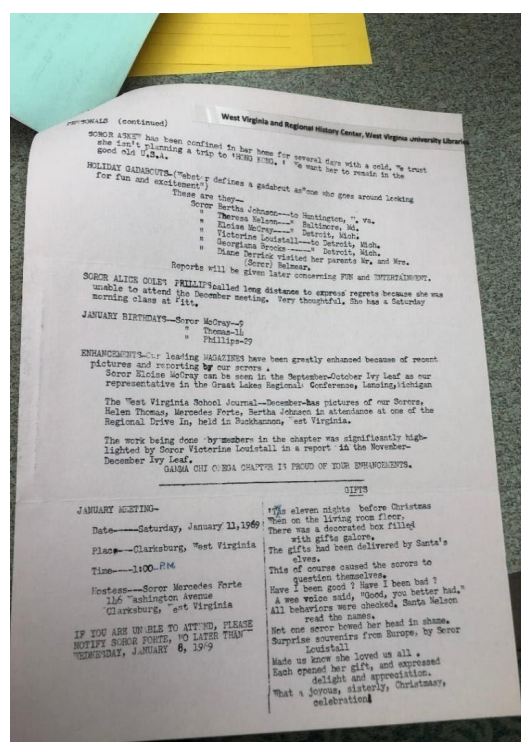 West Virginia and Regional History Center, West Virginia University Libraries
PERSONALS (continued)
SOROR ASKEW has been confined in her home for several days with a cold. We trust
she isn't planning a trip to 'HONG KONG.' We want her to remain in the
good old U.S.A.
HOLIDAY GADABOUTS-(Webster defines a gadabout as"one who goes around looking
for fun and excitement")
These are they--
Soror Bertha Johnson---to Huntington, W. Va.
" Theresa Nelson---" Baltimore, Md.
" Eloise McCray----" Detroit, Mich.
" Victorine Louistall---to Detroit, Mich.
" Georgiana Brooks-----" Detroit, Mich.
" Diane Derrick visited her parents Mr. and Mrs.
(Soror) Belmear.
Reports will be given later concerning FUN and ENTERTAINMENT.
SOROR ALICE COLES PHILLIPS called long distance to express regrets because she was
unable to attend the December meeting. Very thoughtful. She has a Saturday
morning class at Pitt.
JANUARY BIRTHDAYS--Soror McCray--9
" Thomas-14
" Phillips-29
ENHANCEMENTS-Our leading MAGAZINES have been greatly enhanced because of recent
pictures and reporting by our sorors.
Soror Eloise McCray can be seen in the September-October Ivy Leaf as our
representative in the Great Lakes Regional Conference, Lansing,Michigan
The West Virginia School Journal--December-has pictures of our Sorors,
Helen Thomas, Mercedes Forte, Bertha Johnson in attendance at one of the
Regional Drive In, held in Buckhannon, West Virginia.
The work being done by members in the chapter was significantly high-
lighted by Soror Victorine Louistall in a report in the November-
December Ivy Leaf.
GAMMA CHI OMEGA CHAPTER IS PROUD OF YOUR ENHANCEMENTS.
JANUARY MEETING-
Date-----Saturday, January 11,1969
Place---Clarksburg, West Virginia
Time----1:00 P.M.
Hostess---Soror Mercedes Forte
146 Washington Avenue
Clarksburg, West Virginia
IF YOU ARE UNABLE TO ATTEND, PLEASE
NOTIFY SOROR FORTE, NO LATER THAN
WEDNESDAY, JANUARY 8, 1969
GIFTS
'Twas eleven nights before Christmas
When on the living room floor,
There was a decorated box filled
with gifts galore.
The gifts had been delivered by Santa's
elves.
This of course caused the sorors to
question themselves.
Have I been good ? Have I been bad ?
A wee voice said, "Good, you better had."
All behaviors were checked. Santa Nelson
read the names.
Not one soror bowed her head in shame.
Surprise souvenirs from Europe, by Soror
Louistall
Made us know she loved us all .
Each opened her gift, and expressed
delight and appreciation.
What a joyous, sisterly, Christmasy,
celebration!